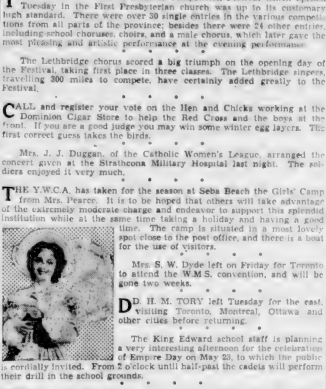 Tuesday in the First Presbyterian church was up to its customary
high standard. There were over 30 single entries in the various competi-
tions from all parts of the province; besides there were 24 other entries,
including school choruses, choirs, and a male chorus, which later gave the
most pleasing and artistic performance at the evening performance.
* * *
The Lethbridge chorus scored a big triumph on the opening day of
the Festival, taking first place in three classes. The Lethbridge singers,
travelling 300 miles to compete, have certainly added greatly to the
Festival.
* * *
CALL and register your vote on the Hen and Chicks working at the
Dominion Cigar Store to help the Red Cross and the boys at the
front. If you are a good judge you may win some winter egg layers. The
first correct guess takes the birds.
* * *
Mrs. J. J. Duggan, of the Catholic Women's League, arranged the
concert given at the Strathcona Military Hospital last night. The sol-
diers enjoyed it very much.
* * *
THE Y.W.C.A. has taken for the season at Seba Beach the Girls' Camp
from Mrs. Pearce. It is to be hoped that others will take advantage
of the extremely moderate charge and endeavor to support this splendid
institution while at the same time taking a holiday and having a good
time. The camp is situated in a most lovely
spot close to the post office, and there is a boat
for the use of visitors.
* * *
Mrs. S. W. Dyde left on Friday for Toronto
to attend the W.M.S. convention, and will be
gone two weeks.
* * *
DD. H. M. TORY left Tuesday for the east,
visiting Toronto, Montreal, Ottawa and
other cities before returning.
* * *
The King Edward school staff is planning
a very interesting afternoon for the celebration
of Empire Day on May 23, to which the public
is cordially invited. From 2 o'clock until half-past the cadets will perform
their drill in the school grounds.
* * *